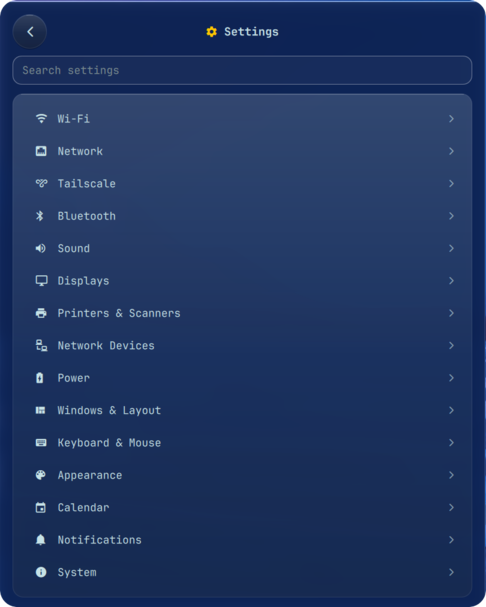 Settings
Search settings
Wi-Fi
Network
Tailscale
Bluetooth
Sound
Displays
Printers & Scanners
Network Devices
Power
Windows & Layout
Keyboard & Mouse
Appearance
Calendar
Notifications
System